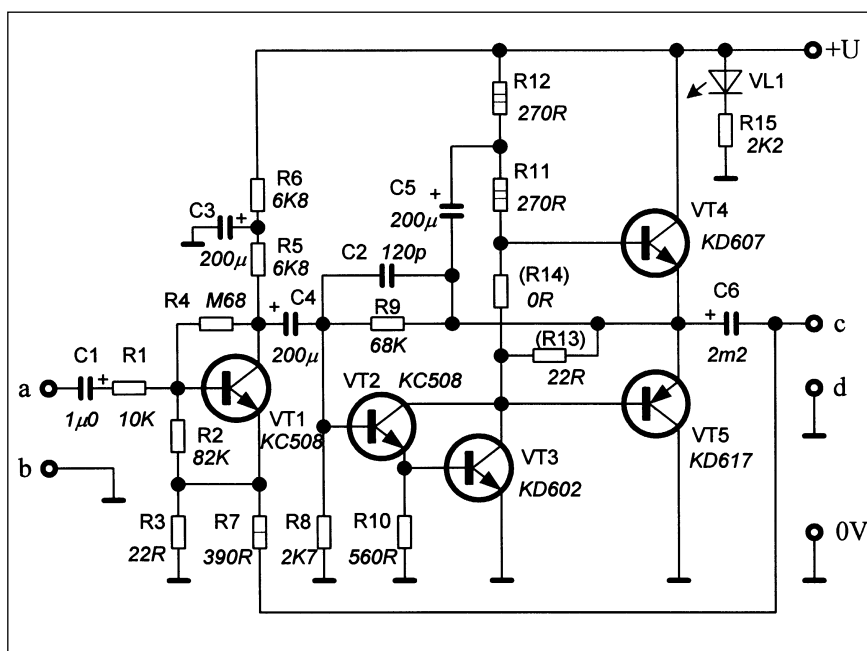 +U
R12
270R
VL1
R15
2K2
R6
6K8
C5
200µ
R11
270R
C3
+
200µ
R5
6K8
VT4
KD607
C2 120p
(R14)
0R
R4 M68
C4
+
200µ
R9
68K
C6
+
2m2
c
(R13)
22R
a
C1
+
1µ0
R1
10K
VT1
KC508
VT2 KC508
d
R2
82K
VT5
KD617
b
VT3
KD602
R3
22R
R7
390R
R8
2K7
R10
560R
0V